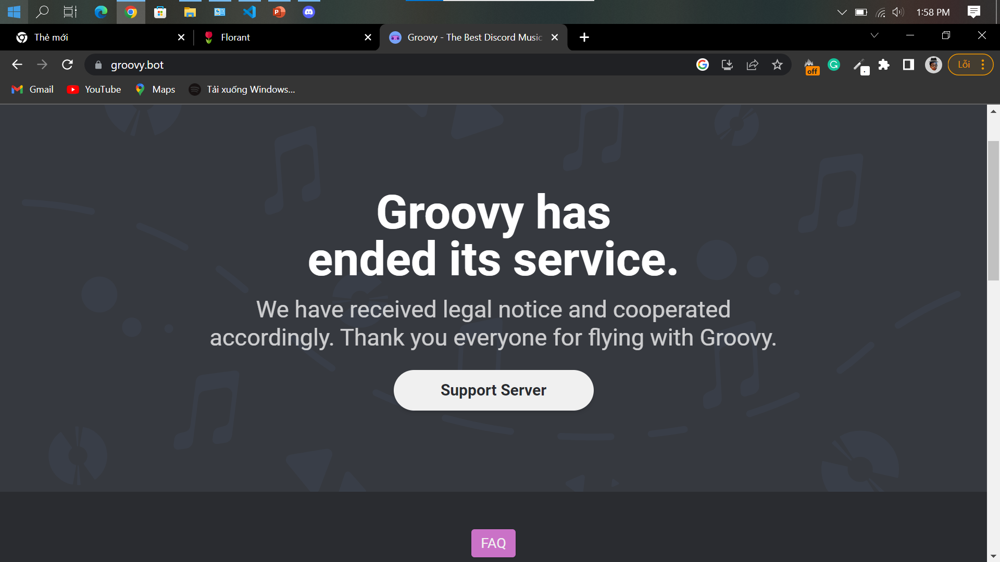 1:58 PM
Thẻ mới
Florant
Groovy - The Best Discord Music
groovy.bot
off
Lỗi
Gmail
YouTube
Maps
Tải xuống Windows...
Groovy has
ended its service.
We have received legal notice and cooperated
accordingly. Thank you everyone for flying with Groovy.
Support Server
FAQ